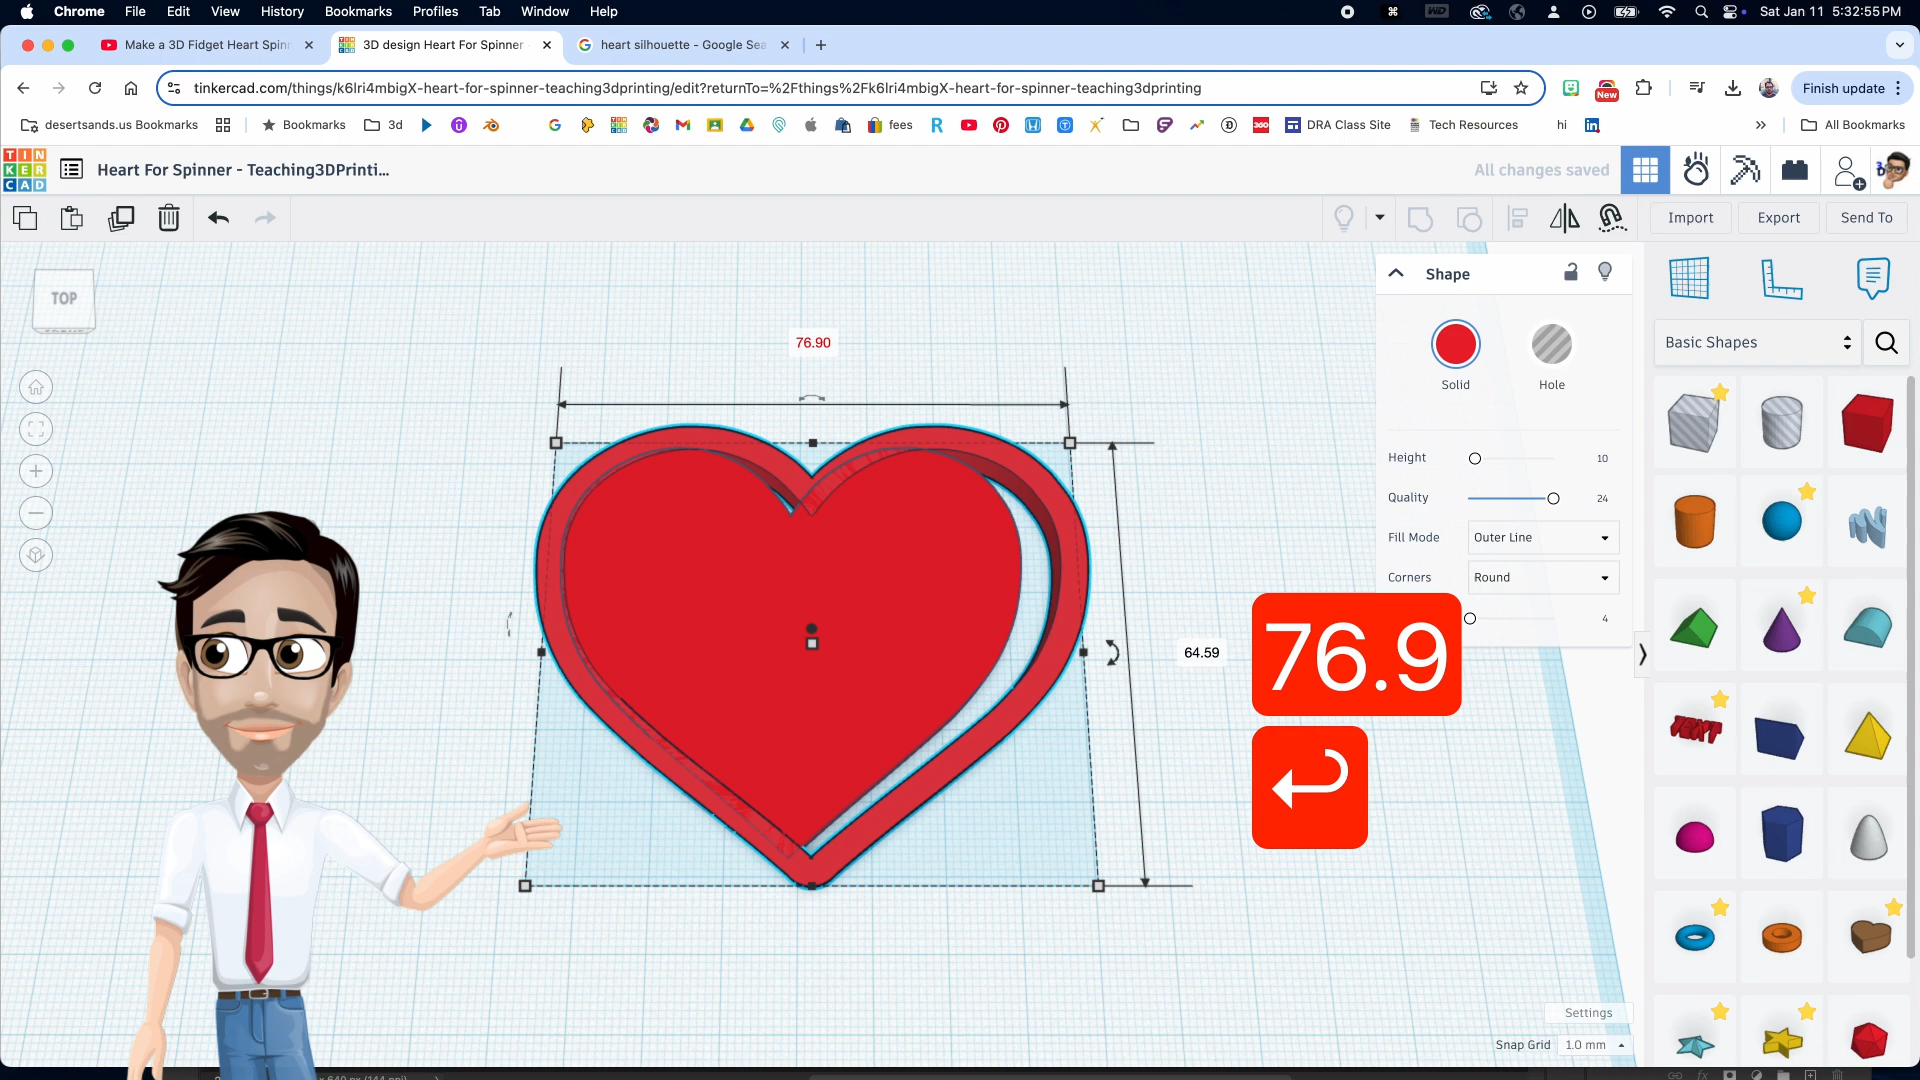 Chrome File Edit View History Bookmarks Profiles Tab Window Help
Sat Jan 11 5:32:55 PM
Make a 3D Fidget Heart Spin
3D design Heart For Spinner
heart silhouette - Google Sea
tinkercad.com/things/k6lri4mbigX-heart-for-spinner-teaching3dprinting/edit?returnTo=%2Fthings%2Fk6lri4mbigX-heart-for-spinner-teaching3dprinting
New
Finish update
desertsands.us Bookmarks
Bookmarks
3d
fees
DRA Class Site
Tech Resources
hi
All Bookmarks
TIN
KER
CAD
Heart For Spinner - Teaching3DPrinti...
All changes saved
Import
Export
Send To
TOP
76.90
64.59
Shape
Solid
Hole
Height
10
Quality
24
Fill Mode
Outer Line
Corners
Round
4
76.9
Basic Shapes
TEXT
Settings
Snap Grid
1.0 mm